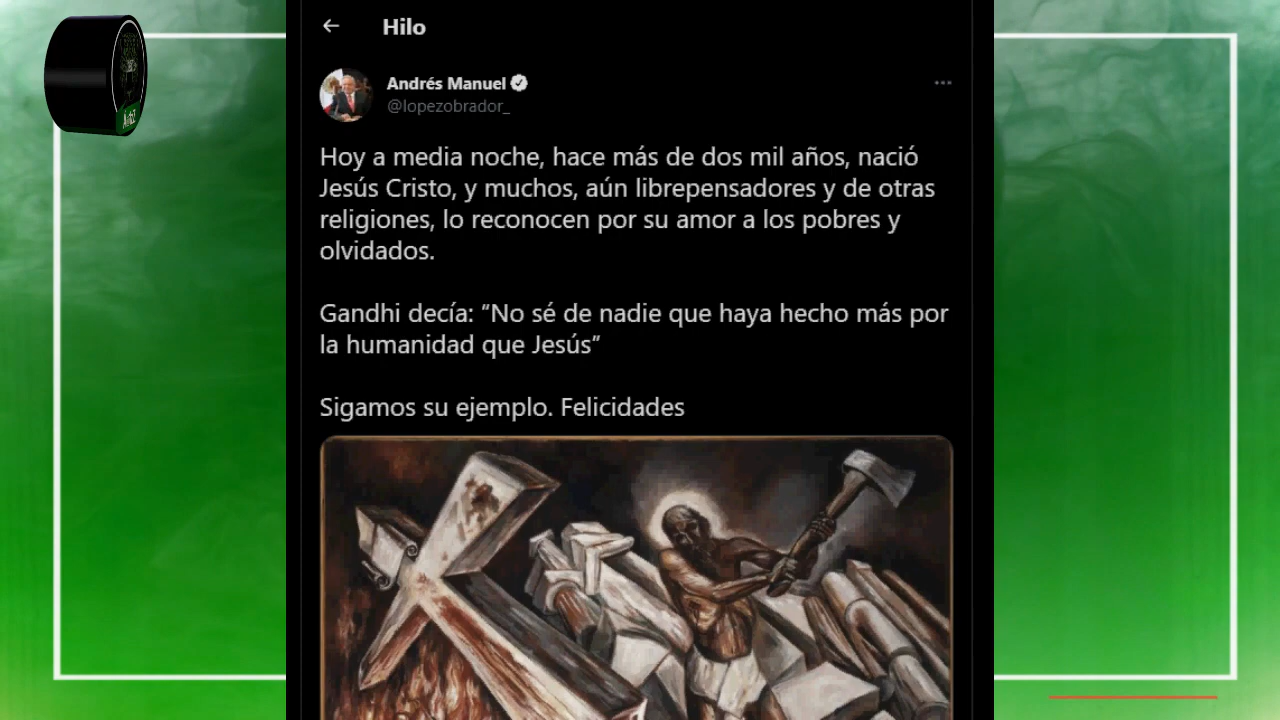 Hilo
Andrés Manuel
@lopezobrador_
Hoy a media noche, hace más de dos mil años, nació
Jesús Cristo, y muchos, aún librepensadores y de otras
religiones, lo reconocen por su amor a los pobres y
olvidados.
Gandhi decía: “No sé de nadie que haya hecho más por
la humanidad que Jesús”
Sigamos su ejemplo. Felicidades